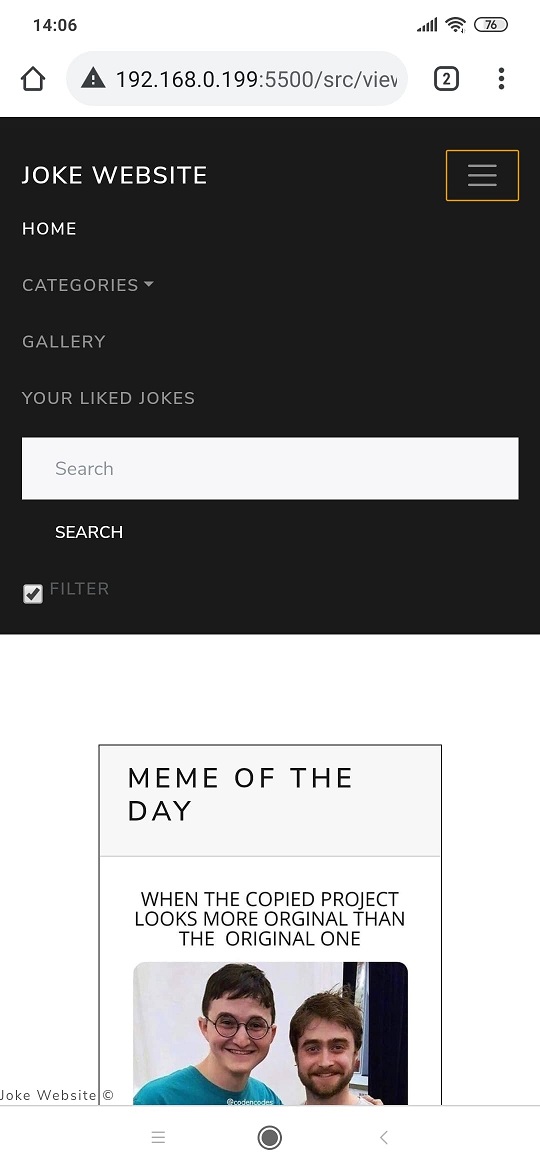 14:06
76
192.168.0.199:5500/src/view
2
JOKE WEBSITE
HOME
CATEGORIES
GALLERY
YOUR LIKED JOKES
Search
SEARCH
FILTER
MEME OF THE
DAY
WHEN THE COPIED PROJECT
LOOKS MORE ORGINAL THAN
THE ORIGINAL ONE
@codencodes
Joke Website ©